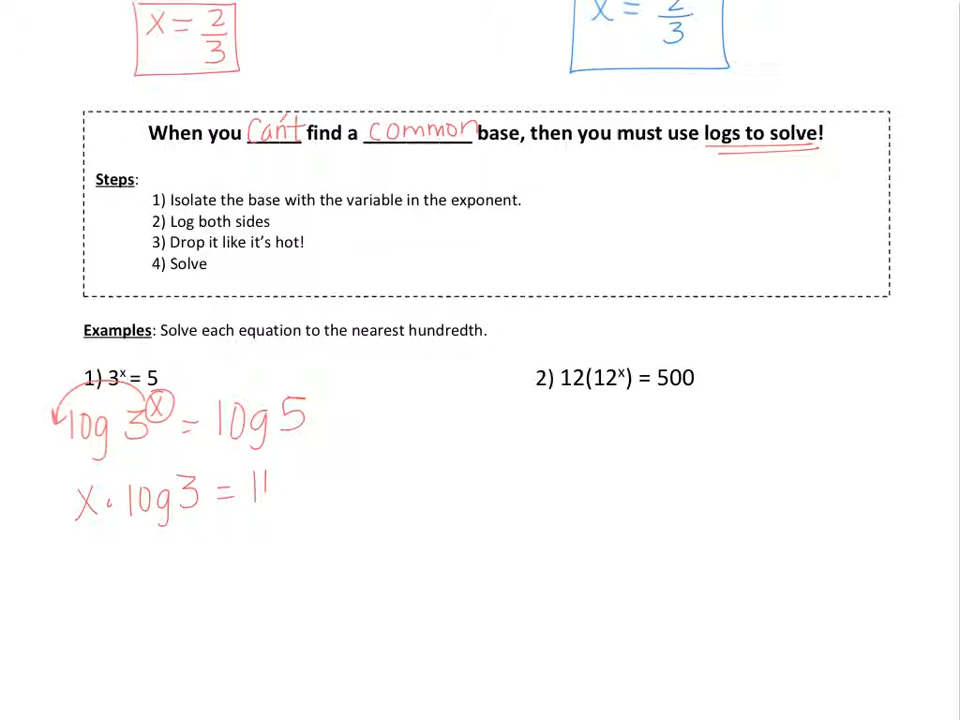 x = 2/3 x = 2/3
When you can't find a common base, then you must use logs to solve!
Steps:
1) Isolate the base with the variable in the exponent.
2) Log both sides
3) Drop it like it's hot!
4) Solve
Examples: Solve each equation to the nearest hundredth.
1) 3ˣ = 5 2) 12(12ˣ) = 500
log 3ˣ = log 5
x · log 3 =